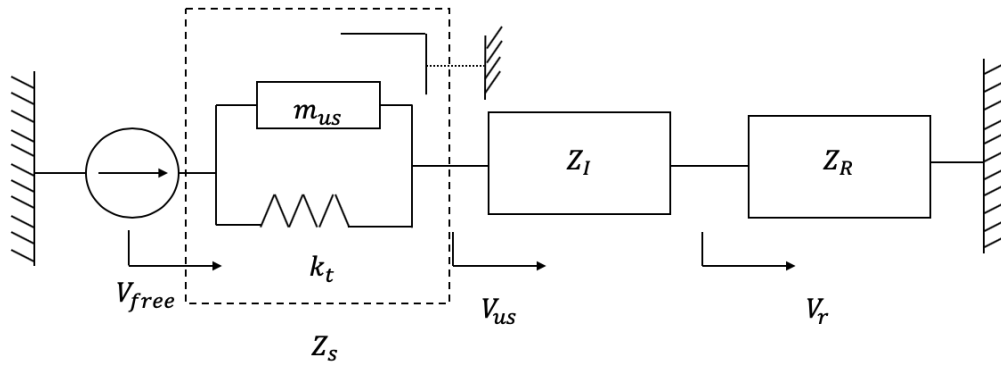 m_us
Z_I
Z_R
k_t
V_free
V_us
V_r
Z_s